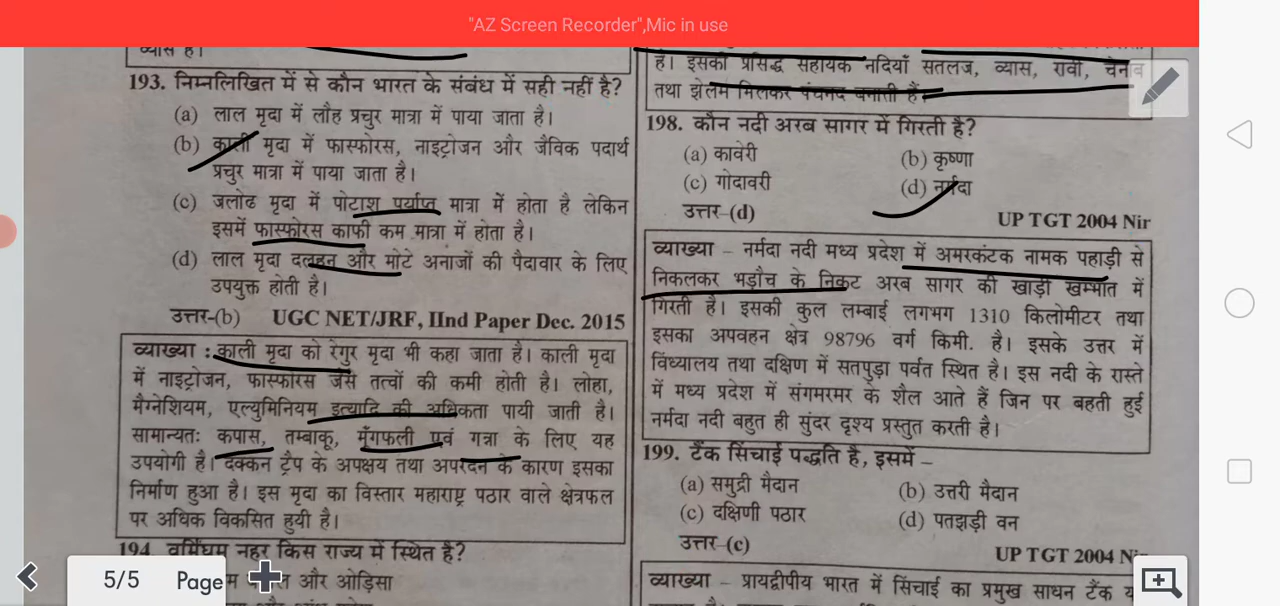 "AZ Screen Recorder",Mic in use
व्यास है।
193. निम्नलिखित में से कौन भारत के संबंध में सही नहीं है?
(a) लाल मृदा में लौह प्रचुर मात्रा में पाया जाता है।
(b) काली मृदा में फास्फोरस, नाइट्रोजन और जैविक पदार्थ
प्रचुर मात्रा में पाया जाता है।
(c) जलोढ मृदा में पोटाश पर्याप्त मात्रा में होता है लेकिन
इसमें फास्फोरस काफी कम मात्रा में होता है।
(d) लाल मृदा दलहन और मोटे अनाजों की पैदावार के लिए
उपयुक्त होती है।
उत्तर-(b) UGC NET/JRF, IInd Paper Dec. 2015
व्याख्या : काली मृदा को रेगुर मृदा भी कहा जाता है। काली मृदा
में नाइट्रोजन, फास्फोरस जैसे तत्वों की कमी होती है। लोहा,
मैग्नेशियम, एल्युमिनियम इत्यादि की अधिकता पायी जाती है।
सामान्यतः कपास, तम्बाकू, मूँगफली एवं गन्ना के लिए यह
उपयोगी है। दक्कन ट्रैप के अपक्षय तथा अपरदन के कारण इसका
निर्माण हुआ है। इस मृदा का विस्तार महाराष्ट्र पठार वाले क्षेत्रफल
पर अधिक विकसित हुयी है।
194. वर्मिंघम नहर किस राज्य में स्थित है?
और ओड़िसा
है। इसकी प्रसिद्ध सहायक नदियाँ सतलज, व्यास, रावी, चेनाब
तथा झेलम मिलकर पंचनद बनाती हैं
198. कौन नदी अरब सागर में गिरती है?
(a) कावेरी (b) कृष्णा
(c) गोदावरी (d) नर्मदा
उत्तर-(d)
UP TGT 2004 Nir
व्याख्या – नर्मदा नदी मध्य प्रदेश में अमरकंटक नामक पहाड़ी से
निकलकर भड़ौच के निकट अरब सागर की खाड़ी खम्भात में
गिरती है। इसकी कुल लम्बाई लगभग 1310 किलोमीटर तथा
इसका अपवहन क्षेत्र 98796 वर्ग किमी. है। इसके उत्तर में
विंध्यालय तथा दक्षिण में सतपुड़ा पर्वत स्थित है। इस नदी के रास्ते
में मध्य प्रदेश में संगमरमर के शैल आते हैं जिन पर बहती हुई
नर्मदा नदी बहुत ही सुंदर दृश्य प्रस्तुत करती है।
199. टैंक सिंचाई पद्धति है, इसमें –
(a) समुद्री मैदान (b) उत्तरी मैदान
(c) दक्षिणी पठार (d) पतझड़ी वन
उत्तर-(c)
UP TGT 2004
व्याख्या – प्रायद्वीपीय भारत में सिंचाई का प्रमुख साधन टैंक
5/5 Page